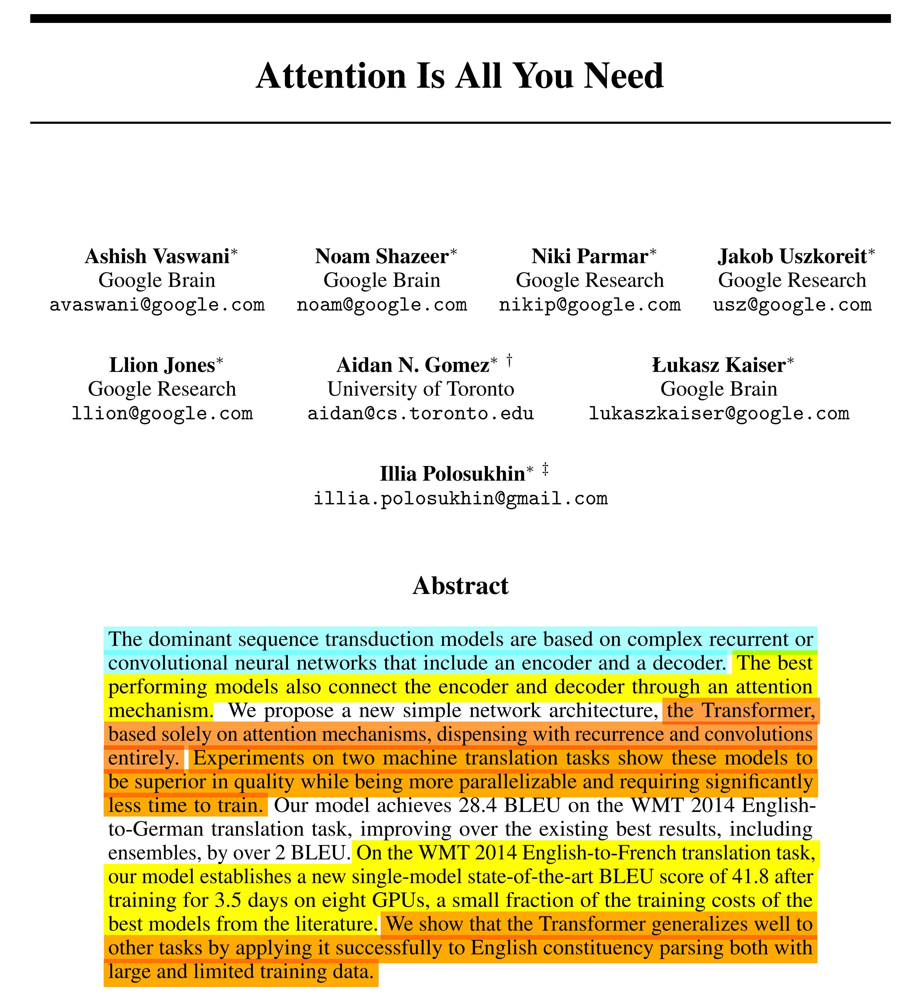 Attention Is All You Need
Ashish Vaswani* Noam Shazeer* Niki Parmar* Jakob Uszkoreit*
Google Brain Google Brain Google Research Google Research
avaswani@google.com noam@google.com nikip@google.com usz@google.com
Llion Jones* Aidan N. Gomez* † Łukasz Kaiser*
Google Research University of Toronto Google Brain
llion@google.com aidan@cs.toronto.edu lukaszkaiser@google.com
Illia Polosukhin* ‡
illia.polosukhin@gmail.com
Abstract
The dominant sequence transduction models are based on complex recurrent or
convolutional neural networks that include an encoder and a decoder. The best
performing models also connect the encoder and decoder through an attention
mechanism. We propose a new simple network architecture, the Transformer,
based solely on attention mechanisms, dispensing with recurrence and convolutions
entirely. Experiments on two machine translation tasks show these models to
be superior in quality while being more parallelizable and requiring significantly
less time to train. Our model achieves 28.4 BLEU on the WMT 2014 English-
to-German translation task, improving over the existing best results, including
ensembles, by over 2 BLEU. On the WMT 2014 English-to-French translation task,
our model establishes a new single-model state-of-the-art BLEU score of 41.8 after
training for 3.5 days on eight GPUs, a small fraction of the training costs of the
best models from the literature. We show that the Transformer generalizes well to
other tasks by applying it successfully to English constituency parsing both with
large and limited training data.